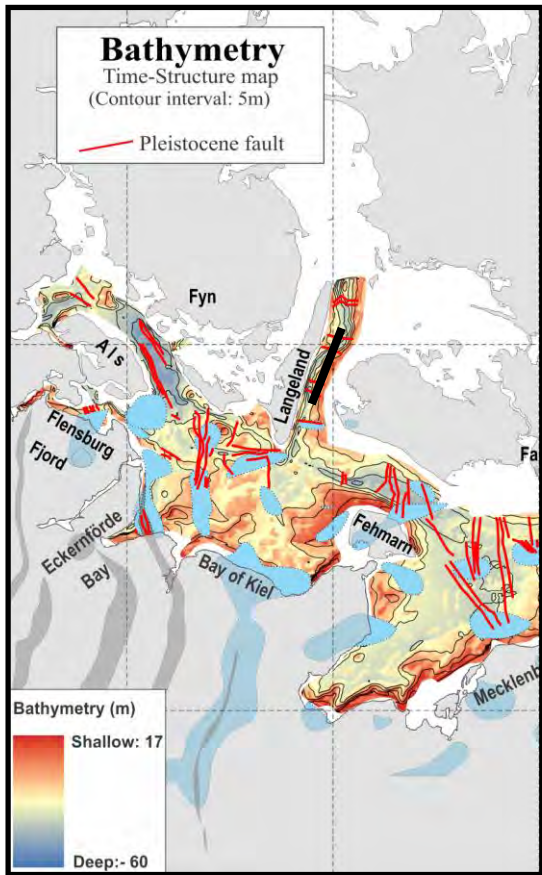 Bathymetry
Time-Structure map
(Contour interval: 5m)
Pleistocene fault
Fyn
Als
Langeland
Flensburg
Fjord
Fa
Eckernförde
Bay
Fehmarn
Bay of Kiel
Mecklenb
Bathymetry (m)
Shallow: 17
Deep:- 60